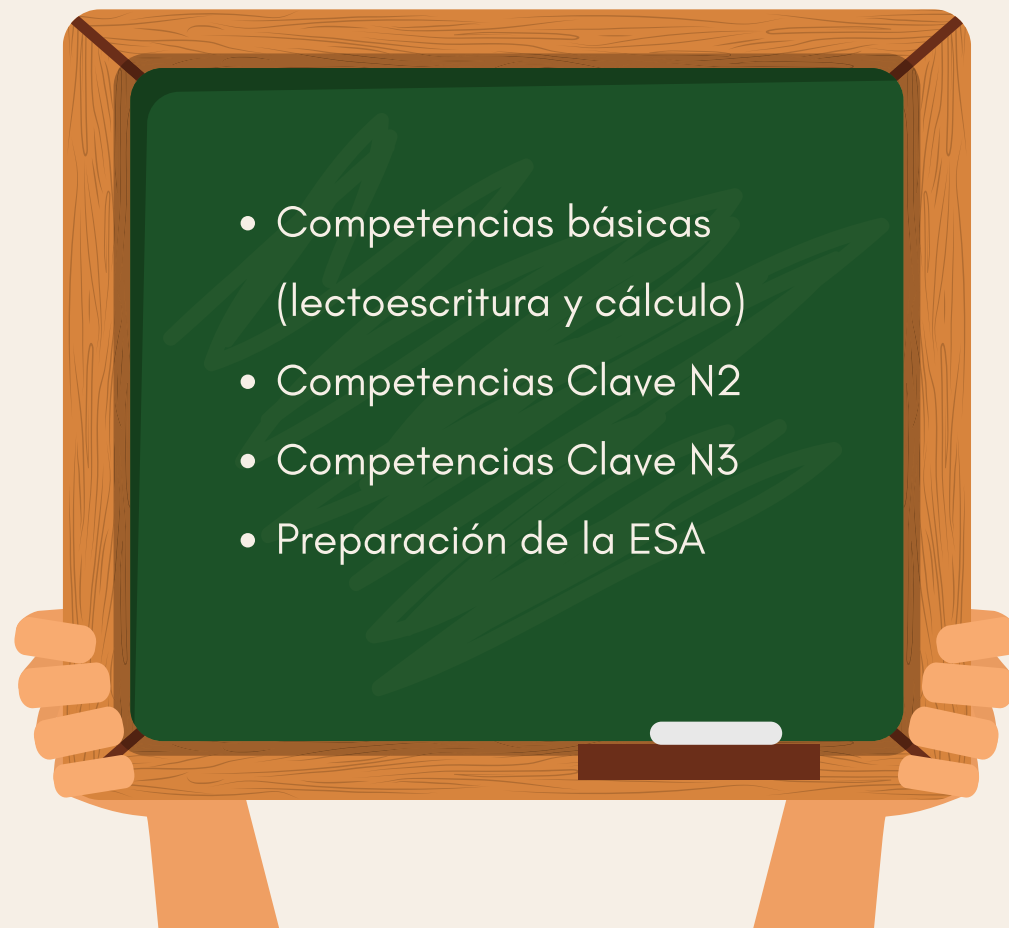 • Competencias básicas
(lectoescritura y cálculo)
• Competencias Clave N2
• Competencias Clave N3
• Preparación de la ESA